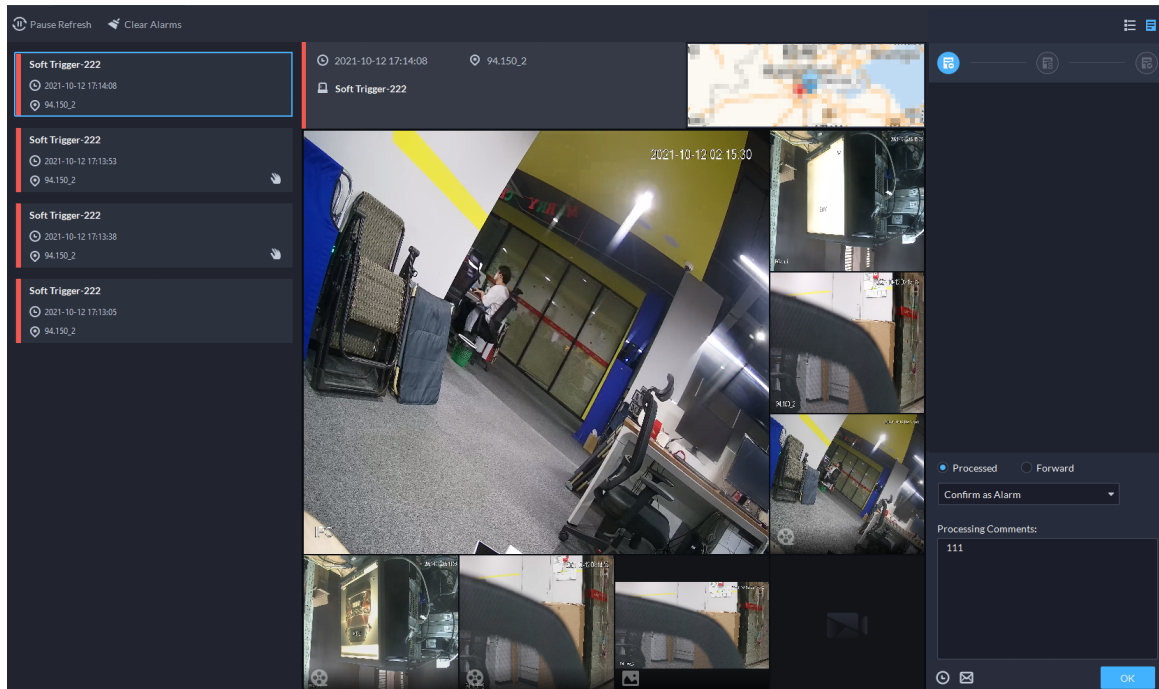 Pause Refresh
Clear Alarms
Soft Trigger-222
2021-10-12 17:14:08
94.150_2
Soft Trigger-222
2021-10-12 17:13:53
94.150_2
Soft Trigger-222
2021-10-12 17:13:38
94.150_2
Soft Trigger-222
2021-10-12 17:13:05
94.150_2
2021-10-12 17:14:08
94.150_2
Soft Trigger-222
2021-10-12 02 15:30
94.150_2
Processed
Forward
Confirm as Alarm
Processing Comments:
111
OK